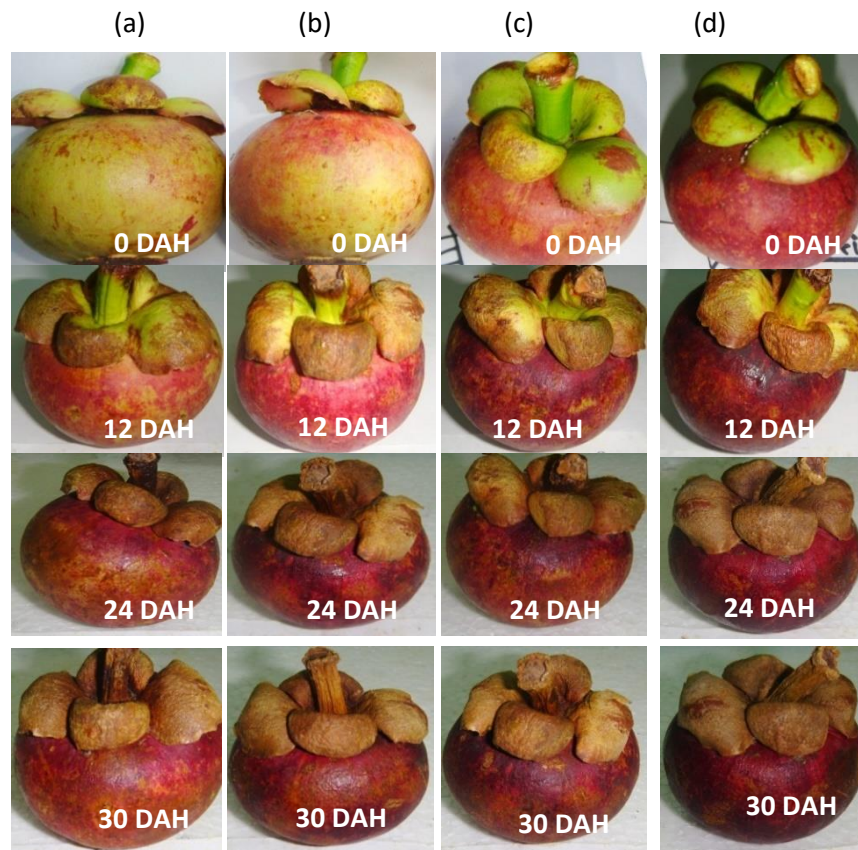 (a) (b) (c) (d)
0 DAH 0 DAH 0 DAH 0 DAH
12 DAH 12 DAH 12 DAH 12 DAH
24 DAH 24 DAH 24 DAH 24 DAH
30 DAH 30 DAH 30 DAH 30 DAH